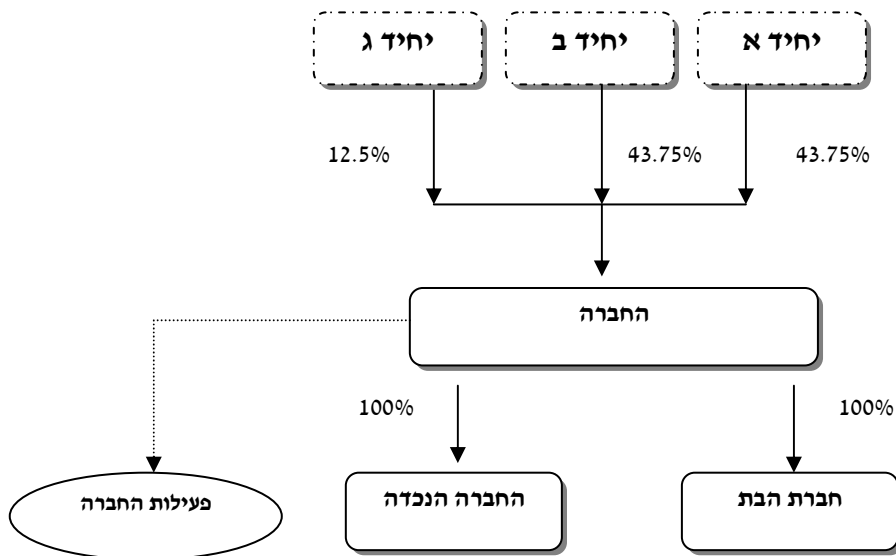 יחיד א
יחיד ב
יחיד ג
43.75%
43.75%
12.5%
החברה
100%
100%
חברת הבת
החברה הנכדה
פעילות החברה